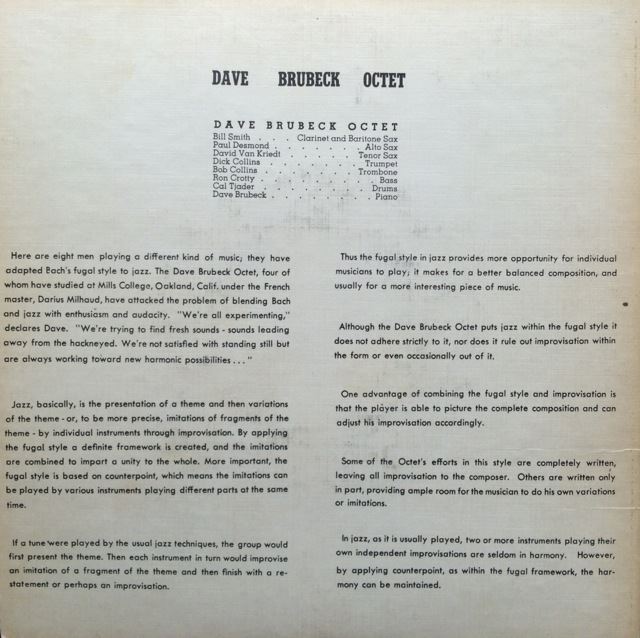 DAVE BRUBECK OCTET
DAVE BRUBECK OCTET
Bill Smith . . . Clarinet and Baritone Sax
Paul Desmond . . . . . . . Alto Sax
David Van Kriedt . . . . . . Tenor Sax
Dick Collins . . . . . . . . Trumpet
Bob Collins . . . . . . . . Trombone
Ron Crotty . . . . . . . . . Bass
Cal Tjader . . . . . . . . . Drums
Dave Brubeck . . . . . . . . Piano
Here are eight men playing a different kind of music; they have
adapted Bach's fugal style to jazz. The Dave Brubeck Octet, four of
whom have studied at Mills College, Oakland, Calif. under the French
master, Darius Milhaud, have attacked the problem of blending Bach
and jazz with enthusiasm and audacity. "We're all experimenting,"
declares Dave. "We're trying to find fresh sounds - sounds leading
away from the hackneyed. We're not satisfied with standing still but
are always working toward new harmonic possibilities . . ."
Jazz, basically, is the presentation of a theme and then variations
of the theme - or, to be more precise, imitations of fragments of the
theme - by individual instruments through improvisation. By applying
the fugal style a definite framework is created, and the imitations
are combined to impart a unity to the whole. More important, the
fugal style is based on counterpoint, which means the imitations can
be played by various instruments playing different parts at the same
time.
If a tune were played by the usual jazz techniques, the group would
first present the theme. Then each instrument in turn would improvise
an imitation of a fragment of the theme and then finish with a re-
statement or perhaps an improvisation.
Thus the fugal style in jazz provides more opportunity for individual
musicians to play; it makes for a better balanced composition, and
usually for a more interesting piece of music.
Although the Dave Brubeck Octet puts jazz within the fugal style it
does not adhere strictly to it, nor does it rule out improvisation within
the form or even occasionally out of it.
One advantage of combining the fugal style and improvisation is
that the player is able to picture the complete composition and can
adjust his improvisation accordingly.
Some of the Octet's efforts in this style are completely written,
leaving all improvisation to the composer. Others are written only
in part, providing ample room for the musician to do his own variations
or imitations.
In jazz, as it is usually played, two or more instruments playing their
own independent improvisations are seldom in harmony. However,
by applying counterpoint, as within the fugal framework, the har-
mony can be maintained.